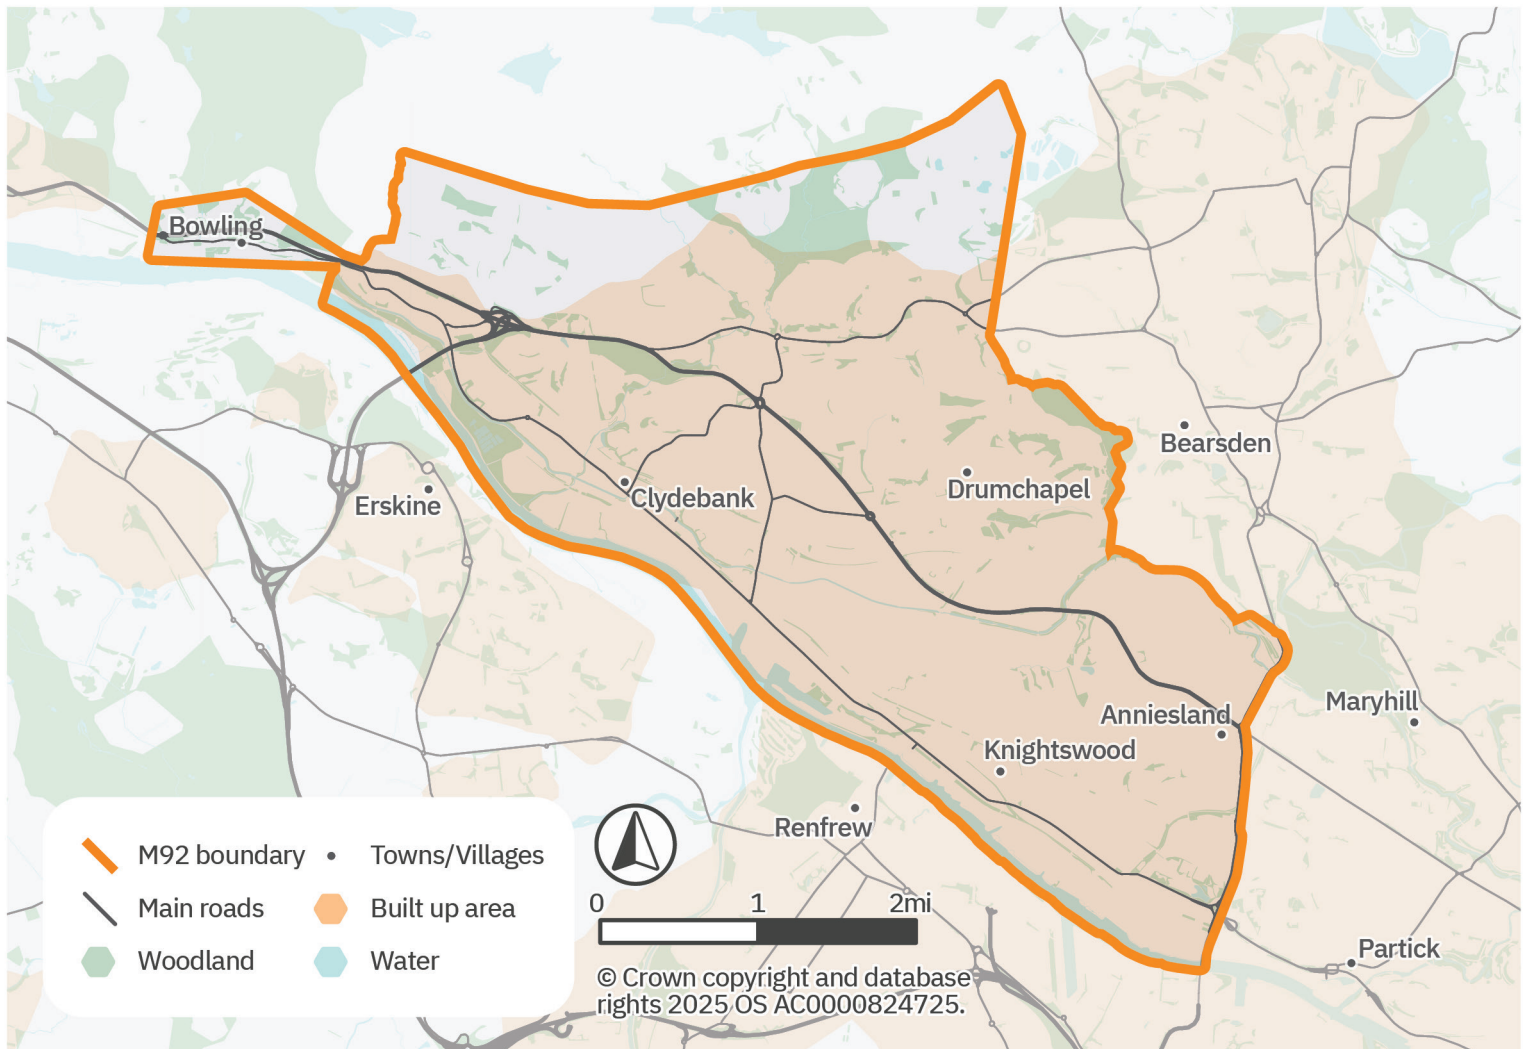 Bowling
Bearsden
Clydebank
Drumchapel
Erskine
Maryhill
Anniesland
Knightswood
Renfrew
Partick
M92 boundary
Towns/Villages
Main roads
Built up area
Woodland
Water
0 1 2mi
© Crown copyright and database
rights 2025 OS AC0000824725.